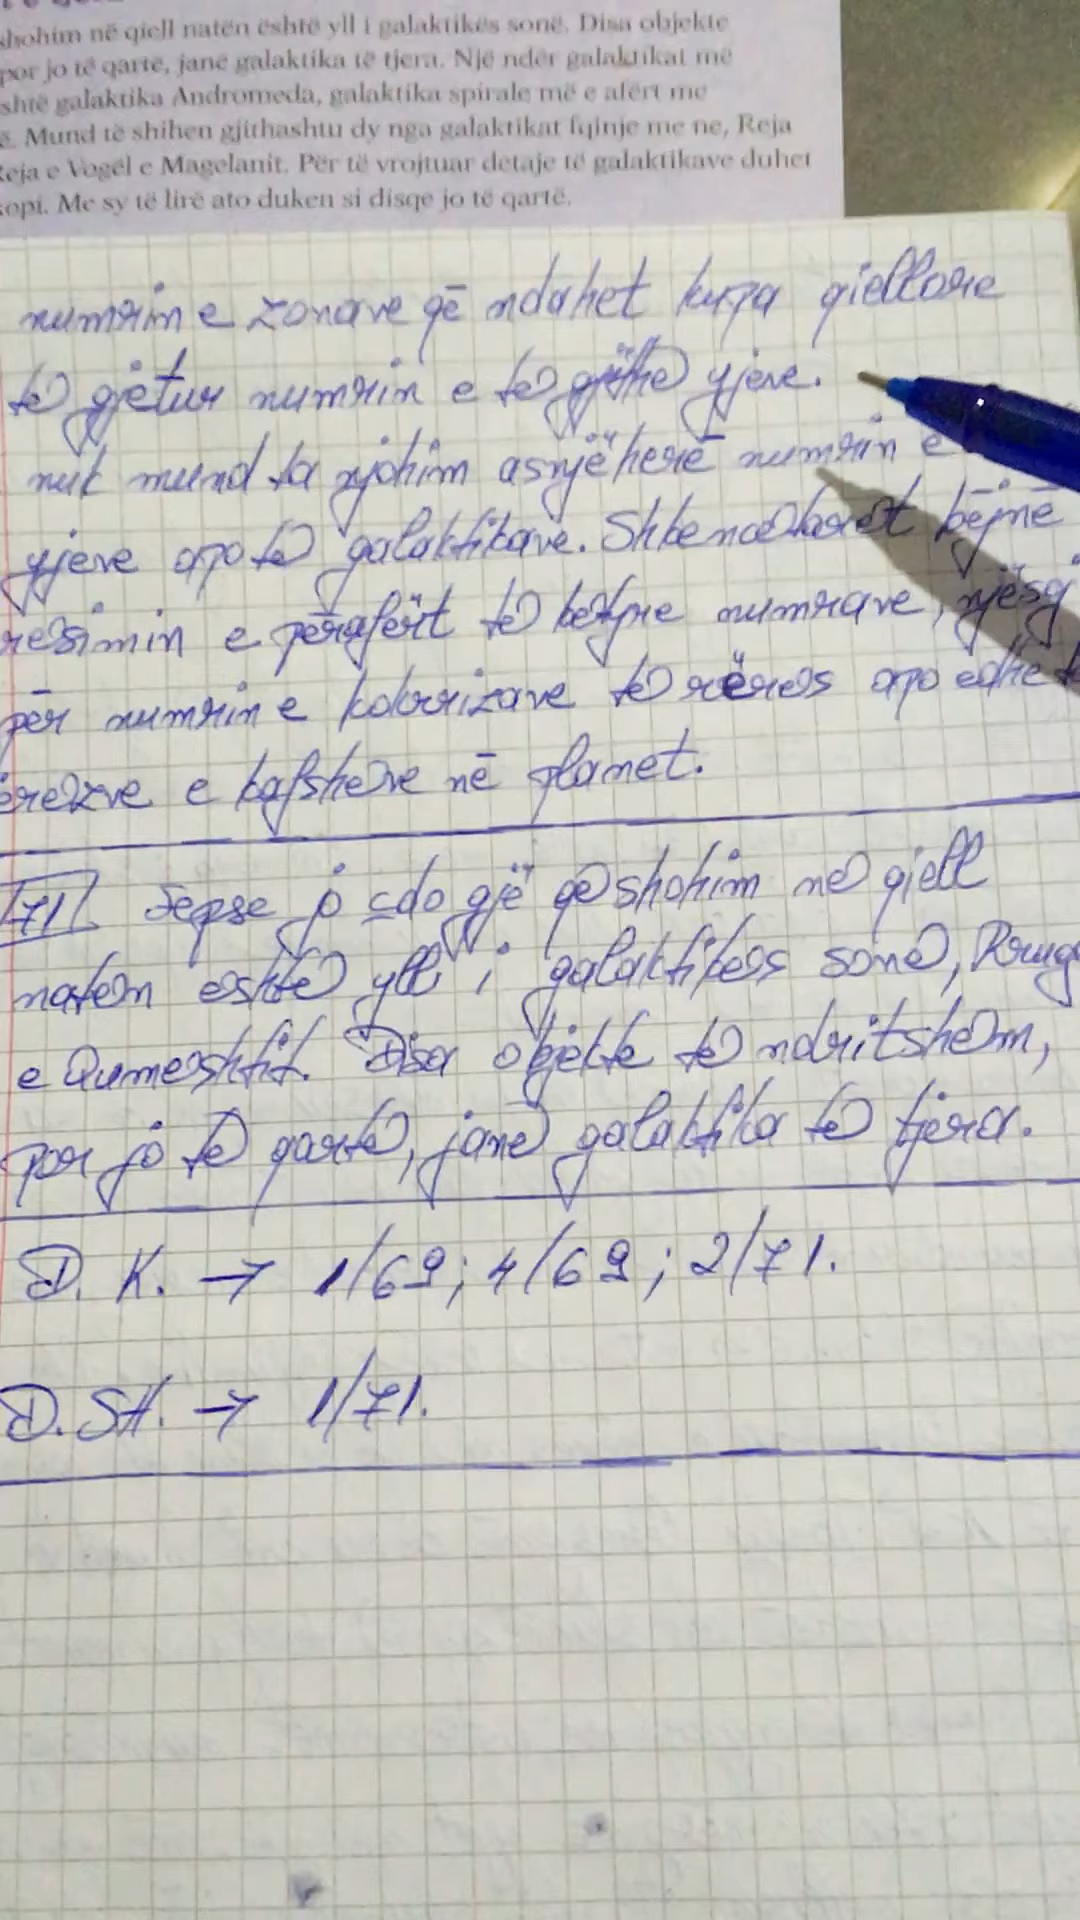 shohim në qiell natën është yll i galaktikës sonë. Disa objekte
por jo të qartë, janë galaktika të tjera. Një ndër galaktikat më
shtë galaktika Andromeda, galaktika spirale më e afërt me
ë. Mund të shihen gjithashtu dy nga galaktikat fqinje me ne, Reja
Reja e Vogël e Magelanit. Për të vrojtuar detaje të galaktikave duhet
kopi. Me sy të lirë ato duken si disqe jo të qartë.
numrin e zonave që ndahet kupa qiellore
të gjetur numrin e të gjithë yjeve.
nuk mund ta njohim asnjëherë numrin e
yjeve apo të galaktikave. Shkencëtarët bëjnë
resimin e përafërt të këtyre numrave, njësoj
për numrin e kokrrizave të rërës apo edhe t
erëzve e kafshëve në planet.
71. Sepse jo çdo gjë që shohim në qiell
natën është yll i galaktikës sonë, Rrug
e Qumështit. Disa objekte të ndritshëm,
por jo të qartë, janë galaktika të tjera.
D. K. → 1/69; 4/69; 2/71.
D. SH. → 1/71.